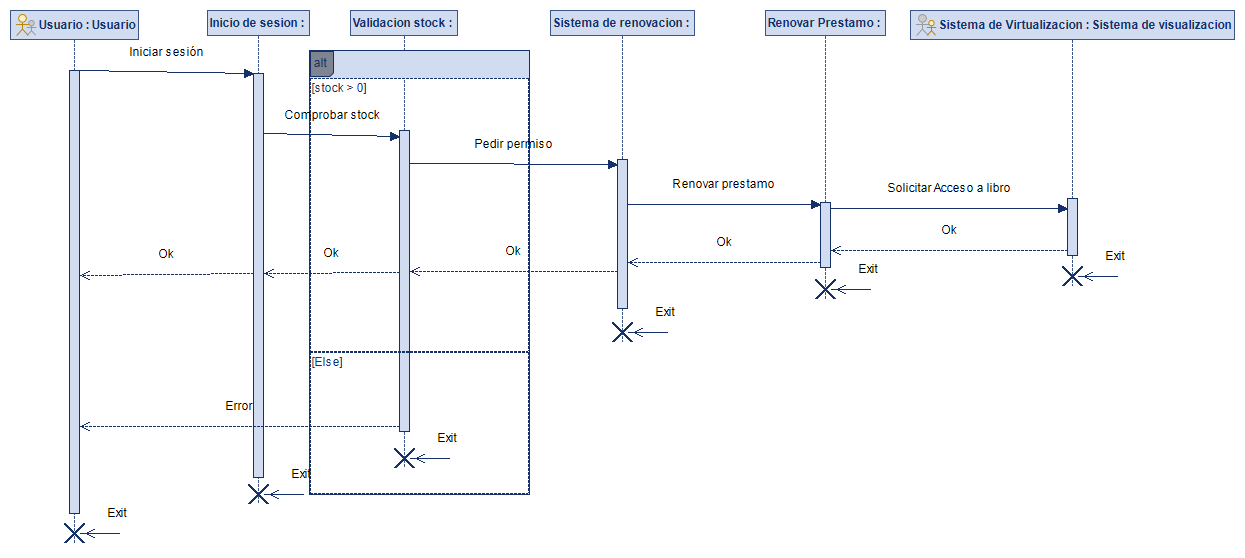 Usuario : Usuario
Inicio de sesion :
Validacion stock :
Sistema de renovacion :
Renovar Prestamo :
Sistema de Virtualizacion : Sistema de visualizacion
Iniciar sesión
alt
[stock > 0]
Comprobar stock
Pedir permiso
Renovar prestamo
Solicitar Acceso a libro
Ok
Ok
Ok
Ok
Ok
Exit
Exit
Exit
[Else]
Error
Exit
Exit
Exit